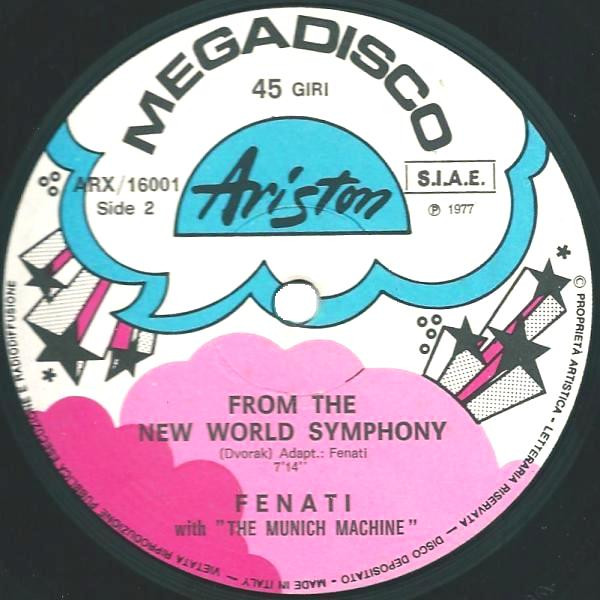 MEGADISCO
45 GIRI
Ariston
ARX/16001
Side 2
S.I.A.E.
℗ 1977
FROM THE
NEW WORLD SYMPHONY
(Dvorak) Adapt.: Fenati
7'14''
FENATI
with "THE MUNICH MACHINE"
© PROPRIETÀ ARTISTICA - LETTERARIA RISERVATA — DISCO DEPOSITATO - MADE IN ITALY — VIETATA RIPRODUZIONE PUBBLICA ESECUZIONE E RADIODIFFUSIONE